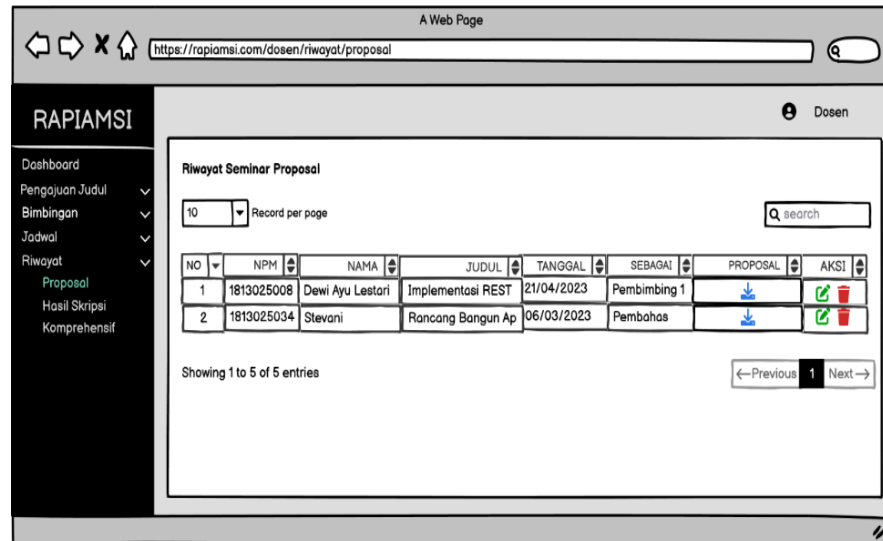 A Web Page
https://rapiamsi.com/dosen/riwayat/proposal
RAPIAMSI
Dosen
Dashboard
Pengajuan Judul
Bimbingan
Jadwal
Riwayat
Proposal
Hasil Skripsi
Komprehensif
Riwayat Seminar Proposal
10 Record per page
search
NO NPM NAMA JUDUL TANGGAL SEBAGAI PROPOSAL AKSI
1 1813025008 Dewi Ayu Lestari Implementasi REST 21/04/2023 Pembimbing 1
2 1813025034 Stevani Rancang Bangun Ap 06/03/2023 Pembahas
Showing 1 to 5 of 5 entries
←Previous 1 Next→